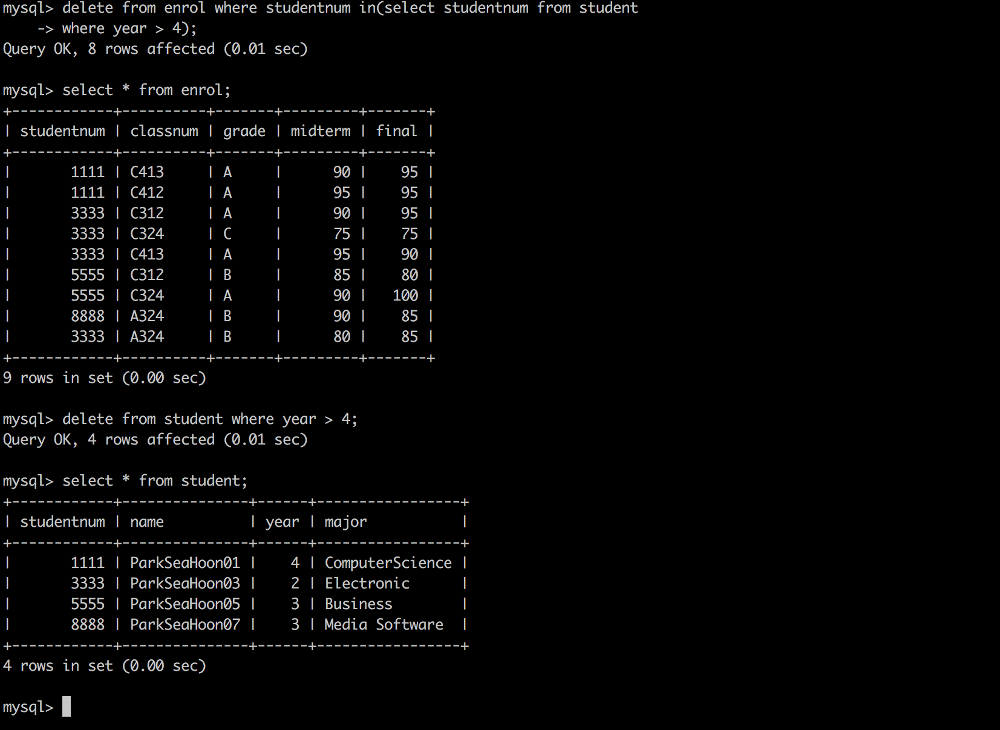 mysql> delete from enrol where studentnum in(select studentnum from student
    -> where year > 4);
Query OK, 8 rows affected (0.01 sec)

mysql> select * from enrol;
+------------+----------+-------+---------+-------+
| studentnum | classnum | grade | midterm | final |
+------------+----------+-------+---------+-------+
|       1111 | C413     | A     |      90 |    95 |
|       1111 | C412     | A     |      95 |    95 |
|       3333 | C312     | A     |      90 |    95 |
|       3333 | C324     | C     |      75 |    75 |
|       3333 | C413     | A     |      95 |    90 |
|       5555 | C312     | B     |      85 |    80 |
|       5555 | C324     | A     |      90 |   100 |
|       8888 | A324     | B     |      90 |    85 |
|       3333 | A324     | B     |      80 |    85 |
+------------+----------+-------+---------+-------+
9 rows in set (0.00 sec)

mysql> delete from student where year > 4;
Query OK, 4 rows affected (0.01 sec)

mysql> select * from student;
+------------+---------------+------+-----------------+
| studentnum | name          | year | major           |
+------------+---------------+------+-----------------+
|       1111 | ParkSeaHoon01 |    4 | ComputerScience |
|       3333 | ParkSeaHoon03 |    2 | Electronic      |
|       5555 | ParkSeaHoon05 |    3 | Business        |
|       8888 | ParkSeaHoon07 |    3 | Media Software  |
+------------+---------------+------+-----------------+
4 rows in set (0.00 sec)

mysql>